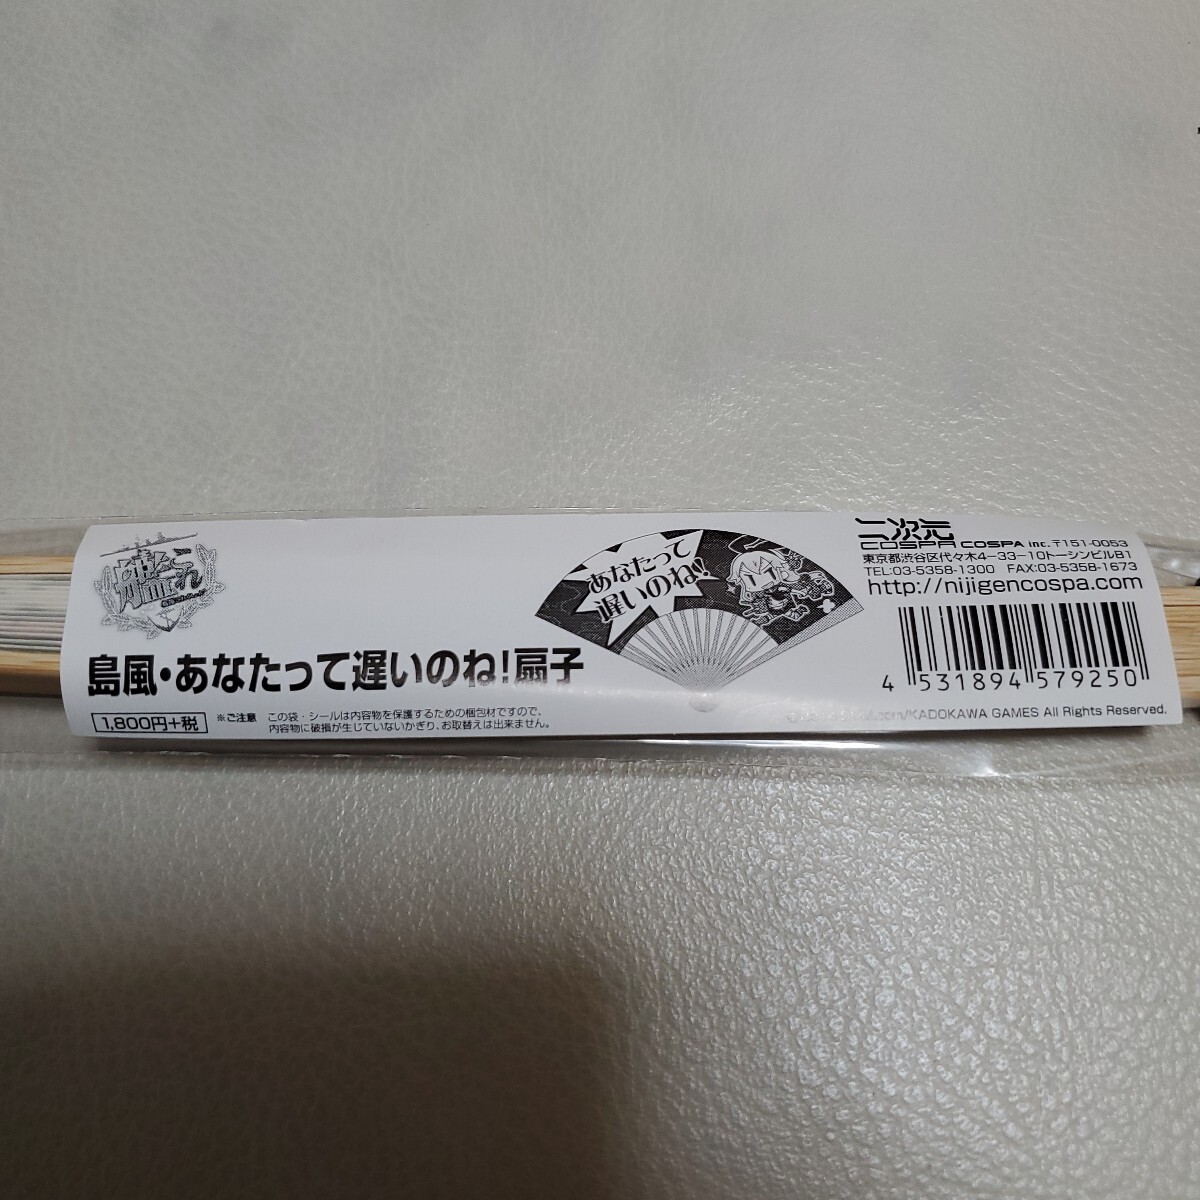 艦これ
島風・あなたって遅いのね!扇子
1,800円+税
※ご注意 この袋・シールは内容物を保護するための梱包材ですので、
内容物に破損が生じていないかぎり、お取替えは出来ません。
あなたって
遅いのね!!
二次元
COSPA COSPA inc.〒151-0053
東京都渋谷区代々木4-33-10トーシンビルB1
TEL:03-5358-1300 FAX:03-5358-1673
http://nijigencospa.com
4 531894 579250
.com/KADOKAWA GAMES All Rights Reserved.